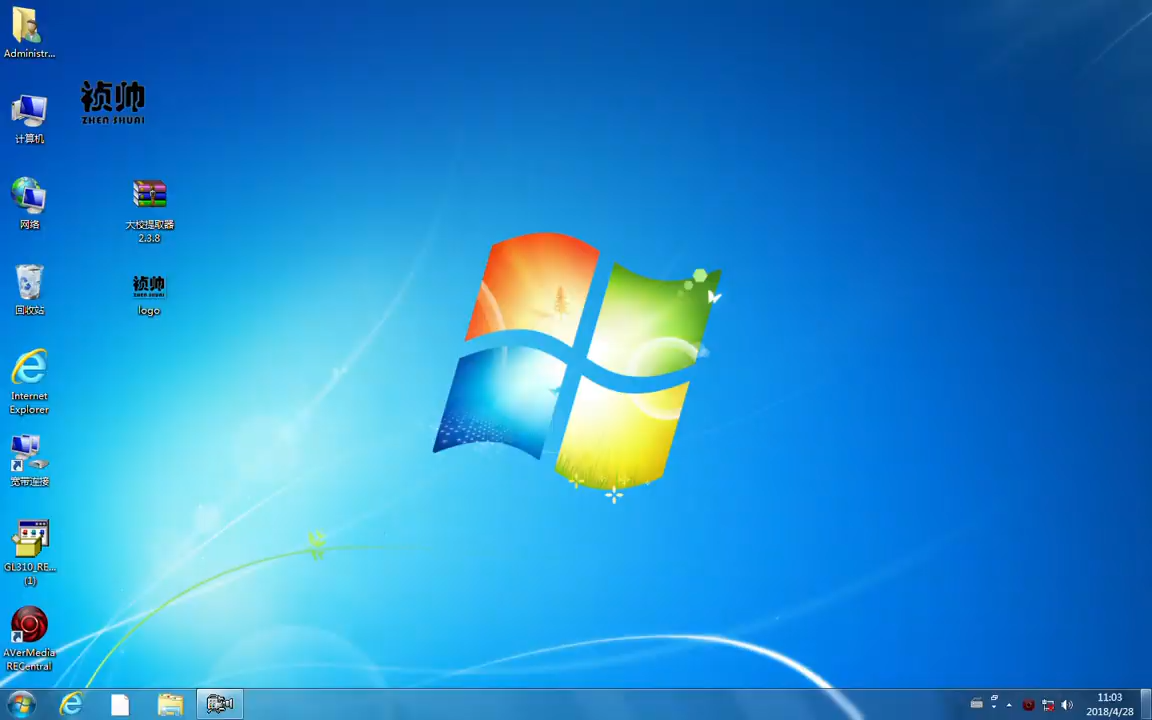 Administr...
祯帅
ZHEN SHUAI
计算机
网络
大校提取器
2.3.8
回收站
祯帅
ZHEN SHUAI
logo
Internet
Explorer
宽带连接
GL310_RE...
(1)
AVerMedia
RECentral
11:03
2018/4/28